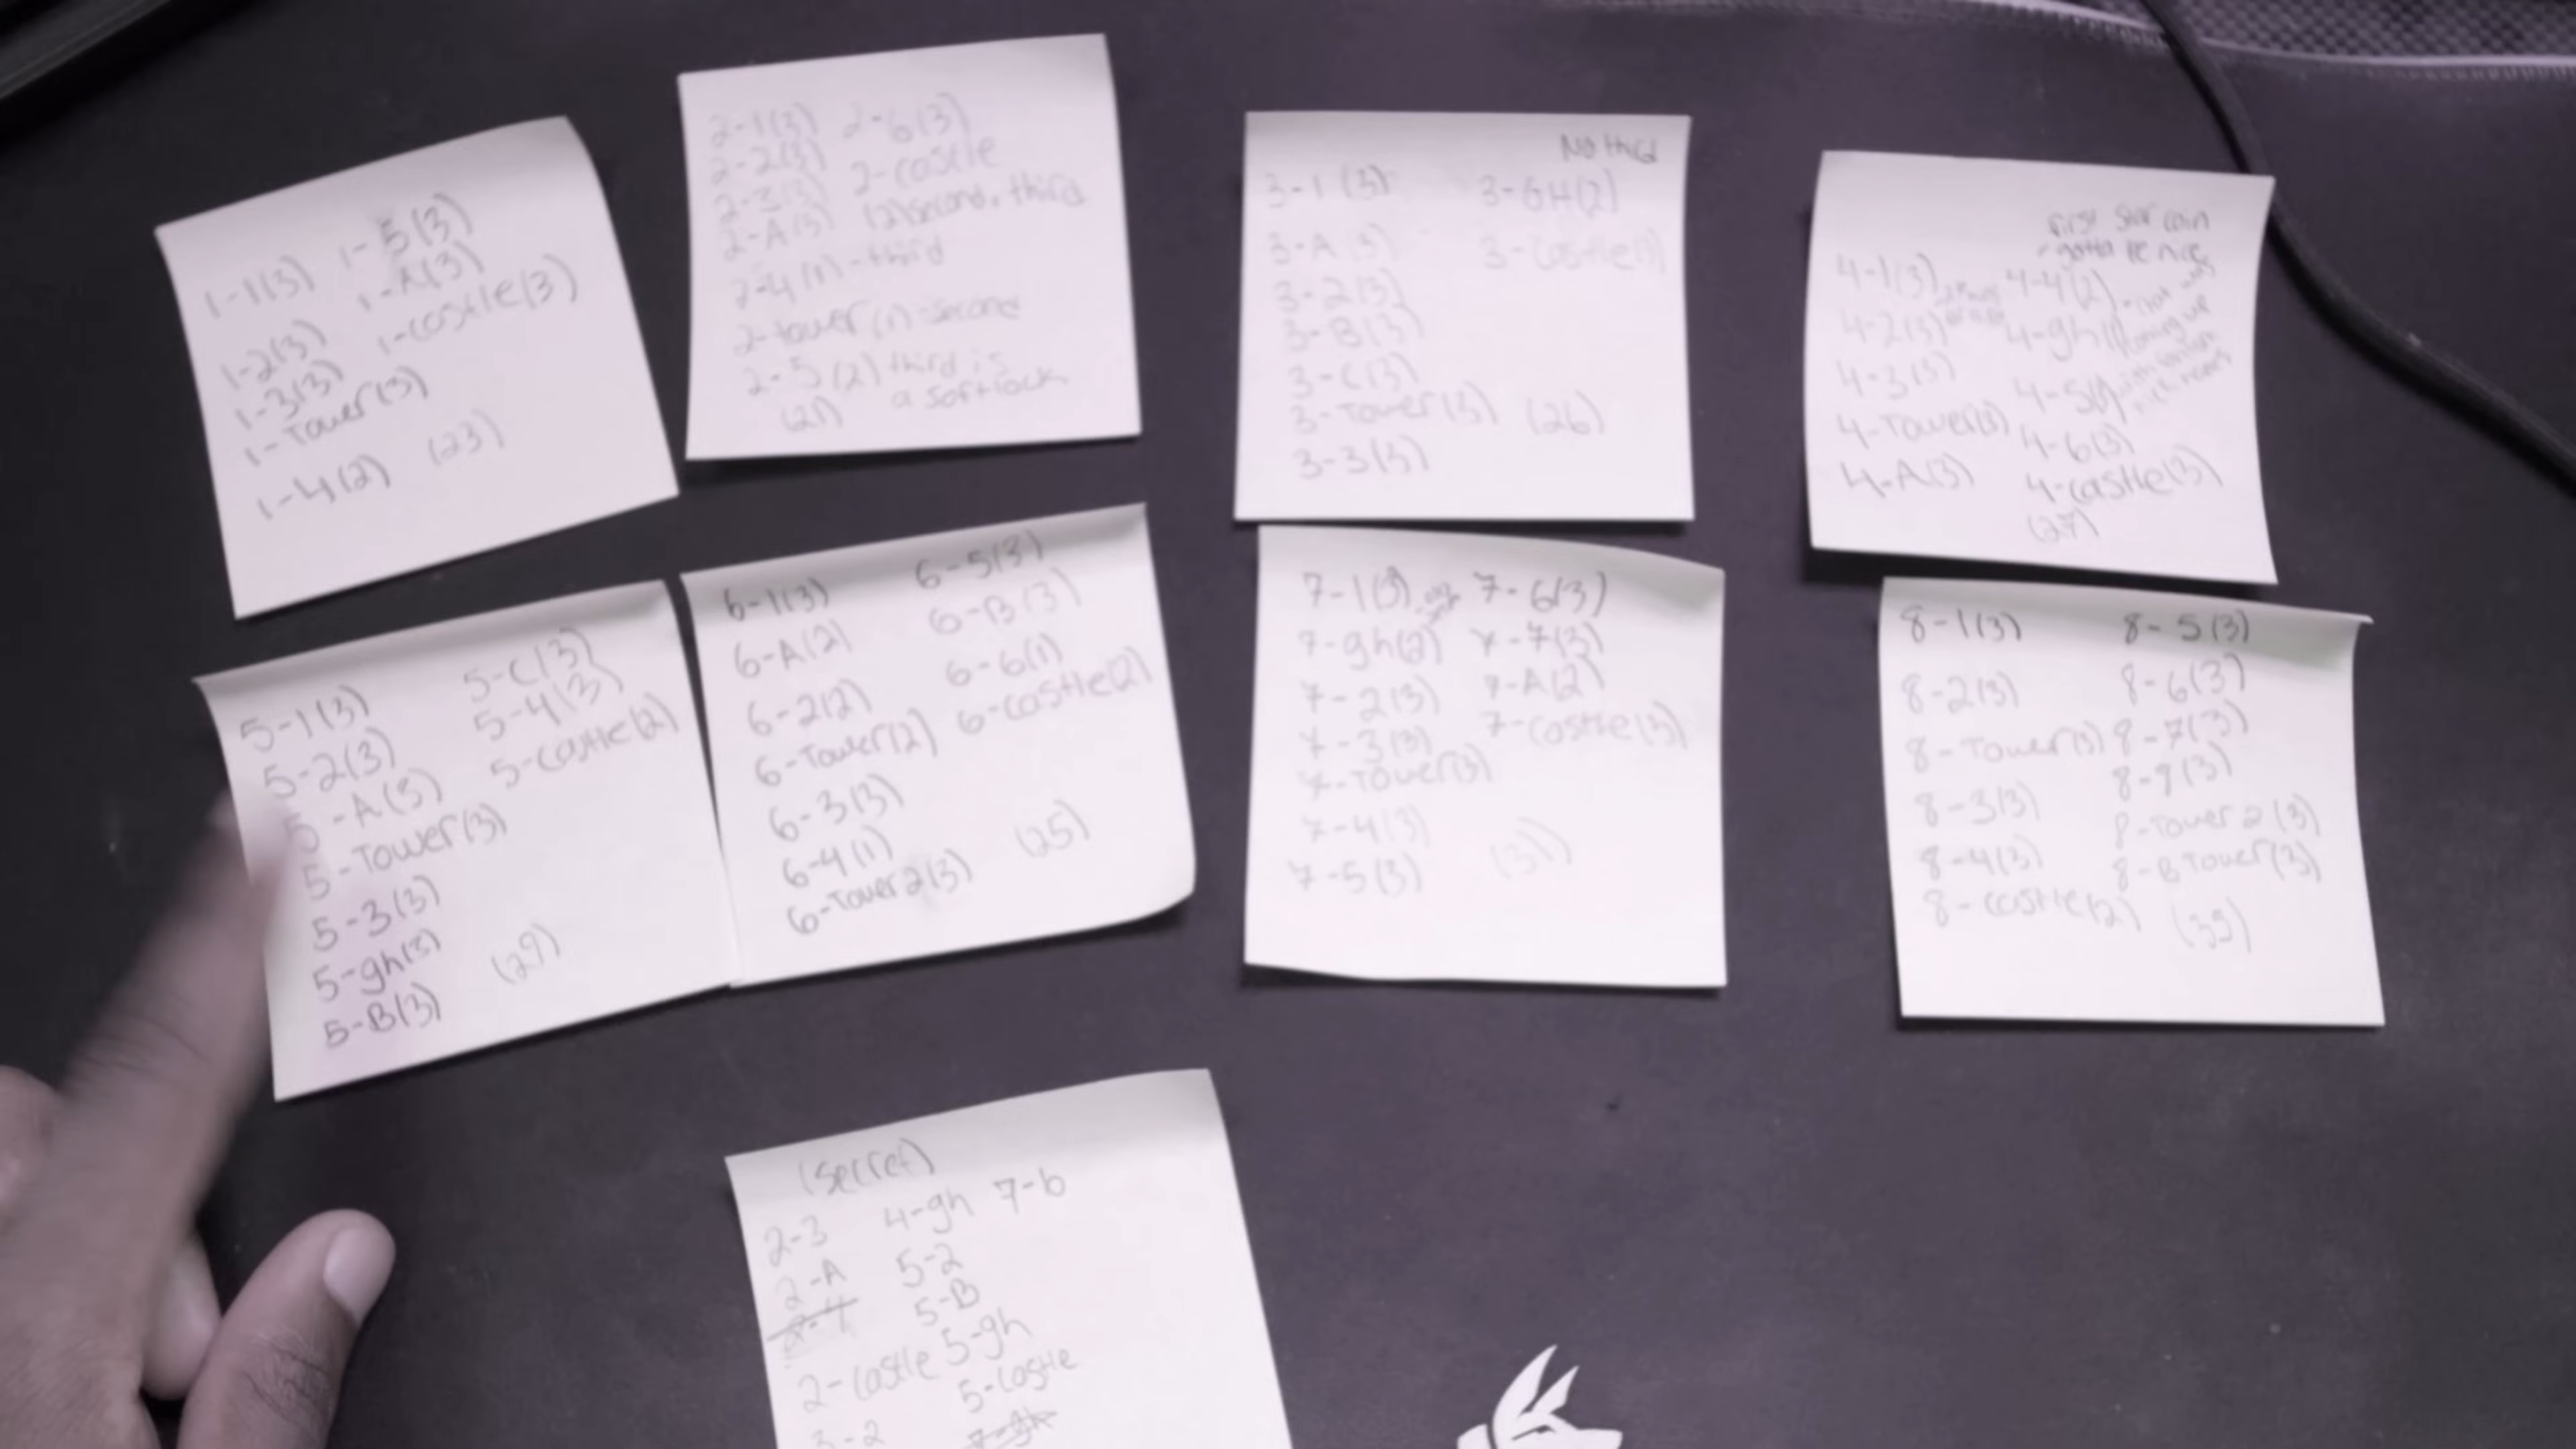 1-1(3)
1-2(3)
1-3(3)
1-Tower(3)
1-4(2)
1-5(3)
1-A(3)
1-castle(3)
(23)
2-1(3)
2-2(3)
2-3(3)
2-A(3)
2-4(1)-third
2-tower(1)-second
2-5(2) third is
a softlock
(21)
2-6(3)
2-castle
(2)second, third
No third
3-1(3)
3-A(3)
3-2(3)
3-B(3)
3-C(3)
3-Tower(3)
3-3(3)
3-GH(2)
3-castle(3)
(26)
4-1(3)
4-2(3)
4-3(3)
4-Tower(3)
4-A(3)
first star coin
gotta be nice
4-4(2)
4-gh
4-5
4-6(3)
4-castle(3)
(27)
5-1(3)
5-2(3)
5-A(3)
5-Tower(3)
5-3(3)
5-gh(3)
5-B(3)
5-C(3)
5-4(3)
5-castle(2)
(29)
6-1(3)
6-A(2)
6-2(2)
6-Tower(2)
6-3(3)
6-4(1)
6-Tower 2(3)
6-5(3)
6-B(3)
6-6(1)
6-castle(2)
(25)
7-1(3)
7-gh(2)
7-2(3)
7-3(3)
7-Tower(3)
7-4(3)
7-5(3)
7-6(3)
7-7(3)
7-A(2)
7-castle(3)
(31)
8-1(3)
8-2(3)
8-Tower(3)
8-3(3)
8-4(3)
8-castle(2)
8-5(3)
8-6(3)
8-7(3)
8-9(3)
8-Tower 2(3)
8-B Tower(3)
(35)
(Secret)
2-3
2-A
2-4
2-castle
3-2
4-gh
5-2
5-B
5-gh
5-castle
7-gh
7-b